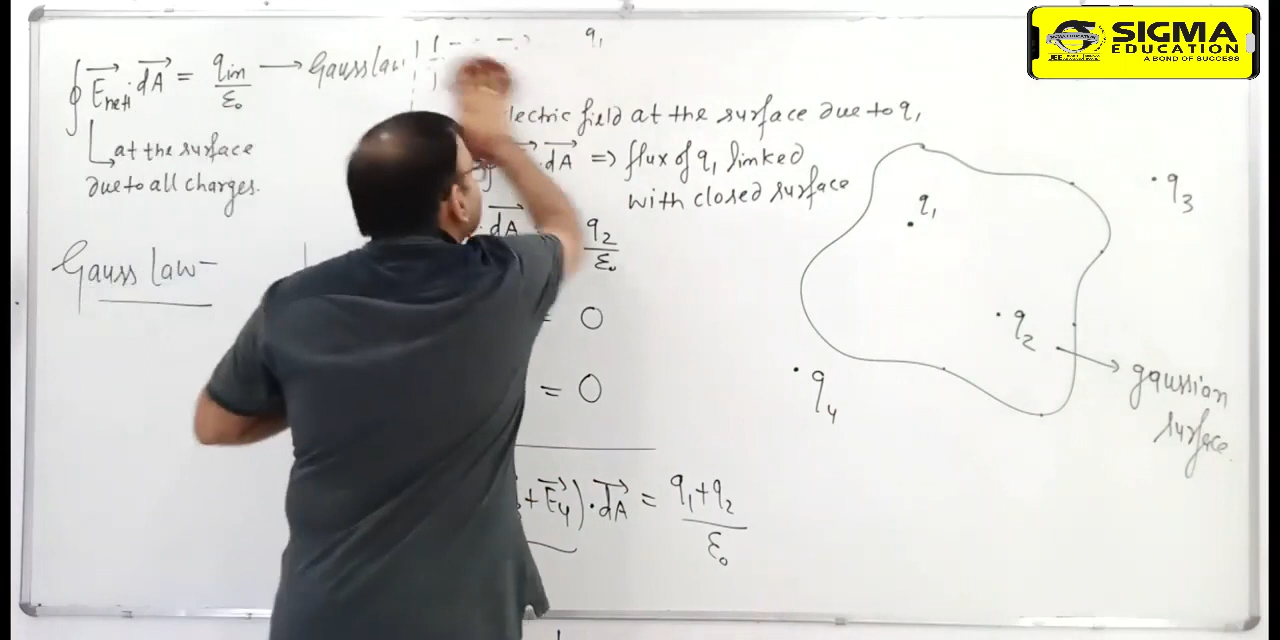 ∮ E⃗net · dA⃗ = qin/ε₀ → Gauss law
at the surface
due to all charges.
Gauss law -
q₁
electric field at the surface due to q₁
· dA⃗ ⇒ flux of q₁ linked
with closed surface
· dA⃗ q₂/ε₀
= 0
= 0
+ E⃗₄) · dA⃗ = (q₁+q₂)/ε₀
q₁
q₂
q₃
q₄
gaussian
surface.
SIGMA
EDUCATION
A BOND OF SUCCESS